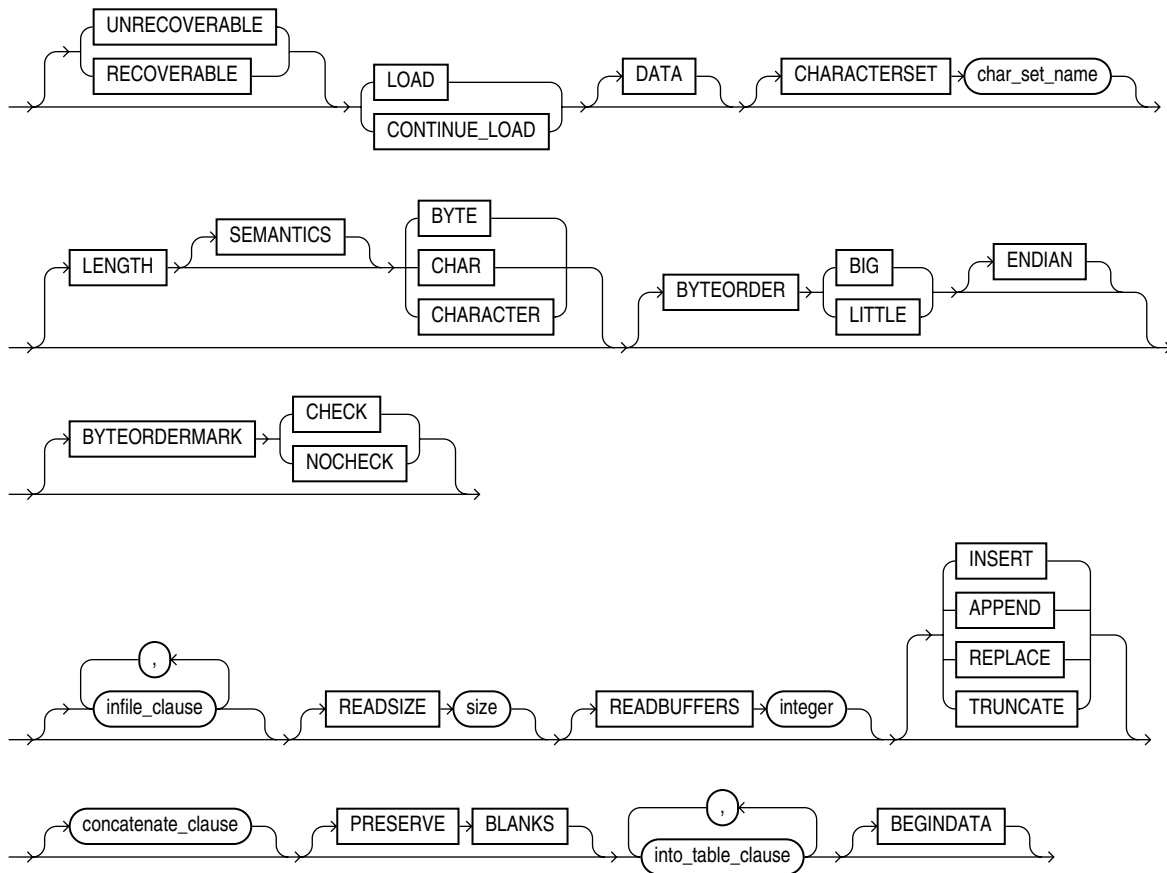 UNRECOVERABLE
RECOVERABLE
LOAD
CONTINUE_LOAD
DATA
CHARACTERSET char_set_name
LENGTH
SEMANTICS
BYTE
CHAR
CHARACTER
BYTEORDER
BIG
LITTLE
ENDIAN
BYTEORDERMARK
CHECK
NOCHECK
,
infile_clause
READSIZE size
READBUFFERS integer
INSERT
APPEND
REPLACE
TRUNCATE
concatenate_clause
PRESERVE BLANKS
,
into_table_clause
BEGINDATA